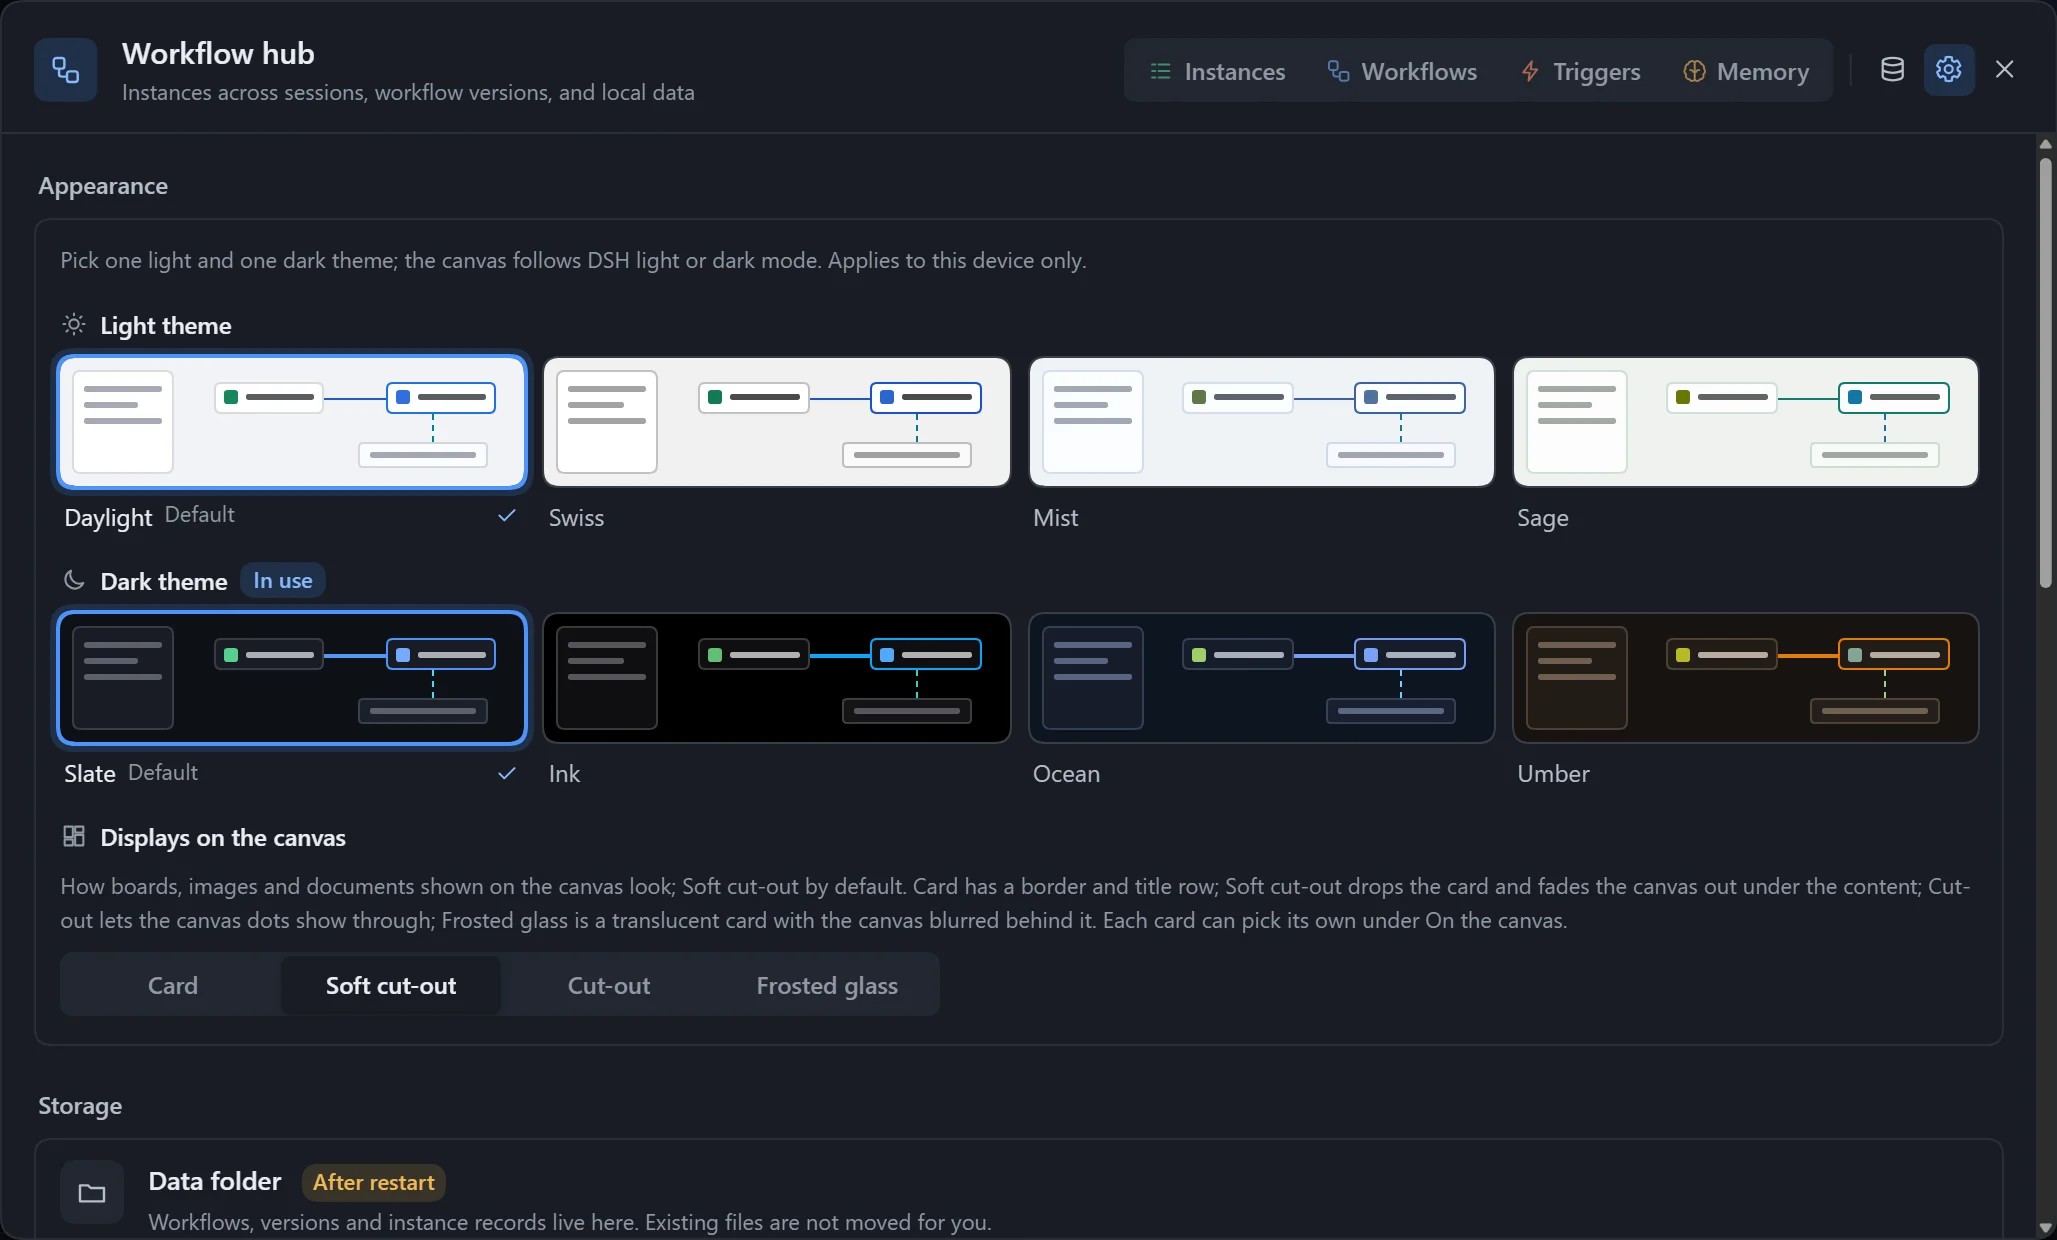 Workflow hub
Instances across sessions, workflow versions, and local data
Instances
Workflows
Triggers
Memory
Appearance
Pick one light and one dark theme; the canvas follows DSH light or dark mode. Applies to this device only.
Light theme
Daylight Default
Swiss
Mist
Sage
Dark theme In use
Slate Default
Ink
Ocean
Umber
Displays on the canvas
How boards, images and documents shown on the canvas look; Soft cut-out by default. Card has a border and title row; Soft cut-out drops the card and fades the canvas out under the content; Cut-
out lets the canvas dots show through; Frosted glass is a translucent card with the canvas blurred behind it. Each card can pick its own under On the canvas.
Card
Soft cut-out
Cut-out
Frosted glass
Storage
Data folder After restart
Workflows, versions and instance records live here. Existing files are not moved for you.